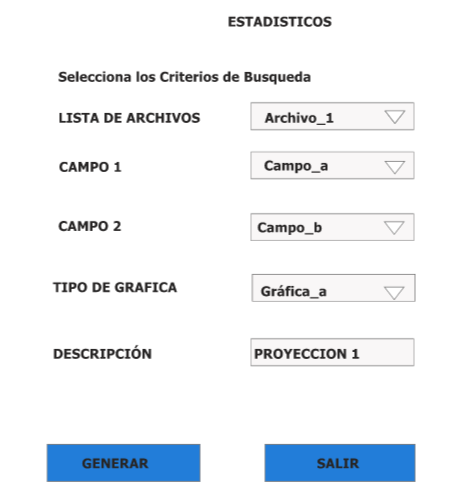 ESTADISTICOS
Selecciona los Criterios de Busqueda
LISTA DE ARCHIVOS Archivo_1
CAMPO 1 Campo_a
CAMPO 2 Campo_b
TIPO DE GRAFICA Gráfica_a
DESCRIPCIÓN PROYECCION 1
GENERAR SALIR